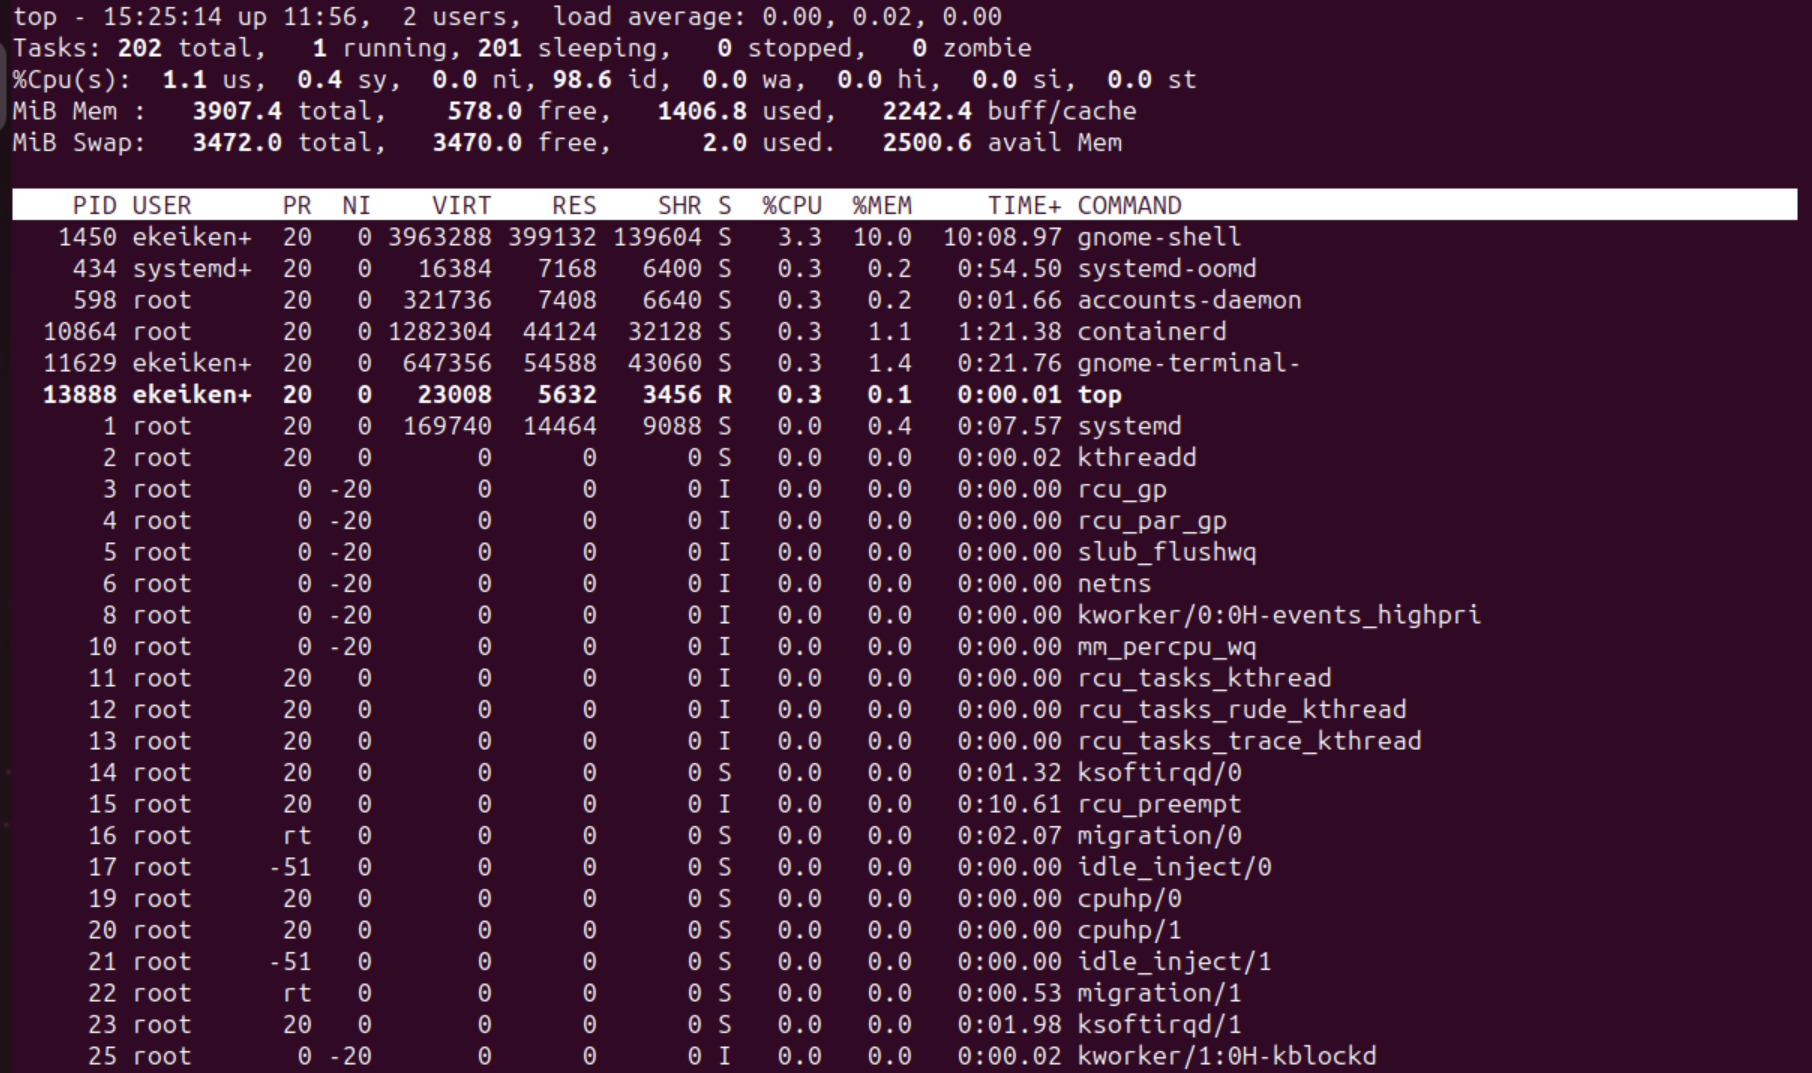 top - 15:25:14 up 11:56,  2 users,  load average: 0.00, 0.02, 0.00
Tasks: 202 total,   1 running, 201 sleeping,   0 stopped,   0 zombie
%Cpu(s):  1.1 us,  0.4 sy,  0.0 ni, 98.6 id,  0.0 wa,  0.0 hi,  0.0 si,  0.0 st
MiB Mem :   3907.4 total,    578.0 free,   1406.8 used,   2242.4 buff/cache
MiB Swap:   3472.0 total,   3470.0 free,      2.0 used.   2500.6 avail Mem
    PID USER      PR  NI    VIRT    RES    SHR S  %CPU  %MEM     TIME+ COMMAND
   1450 ekeiken+  20   0 3963288 399132 139604 S   3.3  10.0  10:08.97 gnome-shell
    434 systemd+  20   0   16384   7168   6400 S   0.3   0.2   0:54.50 systemd-oomd
    598 root      20   0  321736   7408   6640 S   0.3   0.2   0:01.66 accounts-daemon
  10864 root      20   0 1282304  44124  32128 S   0.3   1.1   1:21.38 containerd
  11629 ekeiken+  20   0  647356  54588  43060 S   0.3   1.4   0:21.76 gnome-terminal-
  13888 ekeiken+  20   0   23008   5632   3456 R   0.3   0.1   0:00.01 top
      1 root      20   0  169740  14464   9088 S   0.0   0.4   0:07.57 systemd
      2 root      20   0       0      0      0 S   0.0   0.0   0:00.02 kthreadd
      3 root       0 -20       0      0      0 I   0.0   0.0   0:00.00 rcu_gp
      4 root       0 -20       0      0      0 I   0.0   0.0   0:00.00 rcu_par_gp
      5 root       0 -20       0      0      0 I   0.0   0.0   0:00.00 slub_flushwq
      6 root       0 -20       0      0      0 I   0.0   0.0   0:00.00 netns
      8 root       0 -20       0      0      0 I   0.0   0.0   0:00.00 kworker/0:0H-events_highpri
     10 root       0 -20       0      0      0 I   0.0   0.0   0:00.00 mm_percpu_wq
     11 root      20   0       0      0      0 I   0.0   0.0   0:00.00 rcu_tasks_kthread
     12 root      20   0       0      0      0 I   0.0   0.0   0:00.00 rcu_tasks_rude_kthread
     13 root      20   0       0      0      0 I   0.0   0.0   0:00.00 rcu_tasks_trace_kthread
     14 root      20   0       0      0      0 S   0.0   0.0   0:01.32 ksoftirqd/0
     15 root      20   0       0      0      0 I   0.0   0.0   0:10.61 rcu_preempt
     16 root      rt   0       0      0      0 S   0.0   0.0   0:02.07 migration/0
     17 root     -51   0       0      0      0 S   0.0   0.0   0:00.00 idle_inject/0
     19 root      20   0       0      0      0 S   0.0   0.0   0:00.00 cpuhp/0
     20 root      20   0       0      0      0 S   0.0   0.0   0:00.00 cpuhp/1
     21 root     -51   0       0      0      0 S   0.0   0.0   0:00.00 idle_inject/1
     22 root      rt   0       0      0      0 S   0.0   0.0   0:00.53 migration/1
     23 root      20   0       0      0      0 S   0.0   0.0   0:01.98 ksoftirqd/1
     25 root       0 -20       0      0      0 I   0.0   0.0   0:00.02 kworker/1:0H-kblockd